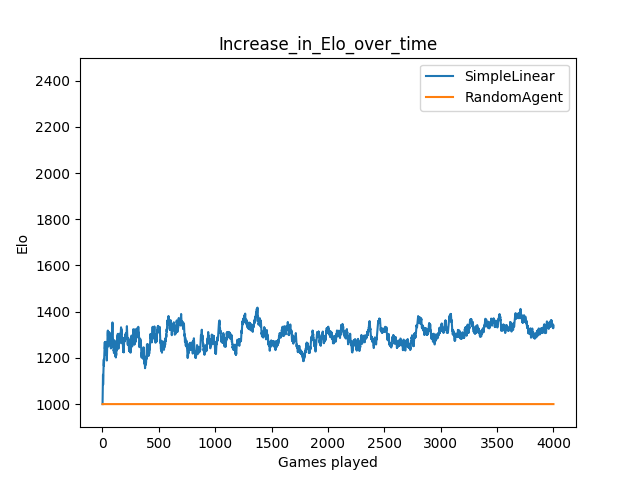 Increase_in_Elo_over_time
SimpleLinear
RandomAgent
2400
2200
2000
1800
1600
1400
1200
1000
Elo
0 500 1000 1500 2000 2500 3000 3500 4000
Games played